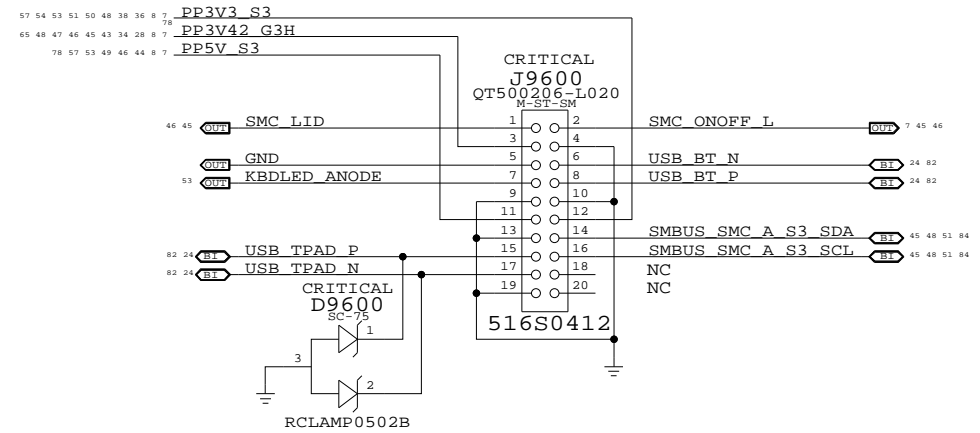 57 54 53 51 50 48 38 36 8 7 PP3V3_S3
78
65 48 47 46 45 43 34 28 8 7 PP3V42_G3H
78 57 53 49 46 44 8 7 PP5V_S3
CRITICAL
J9600
QT500206-L020
M-ST-SM
46 45 OUT SMC_LID 1 2 SMC_ONOFF_L OUT 7 45 46
3 4
OUT GND 5 6 USB_BT_N BI 24 82
53 OUT KBDLED_ANODE 7 8 USB_BT_P BI 24 82
9 10
11 12
13 14 SMBUS_SMC_A_S3_SDA BI 45 48 51 84
82 24 BI USB_TPAD_P 15 16 SMBUS_SMC_A_S3_SCL BI 45 48 51 84
82 24 BI USB_TPAD_N 17 18 NC
19 20 NC
CRITICAL
D9600
SC-75
516S0412
1
3
2
RCLAMP0502B